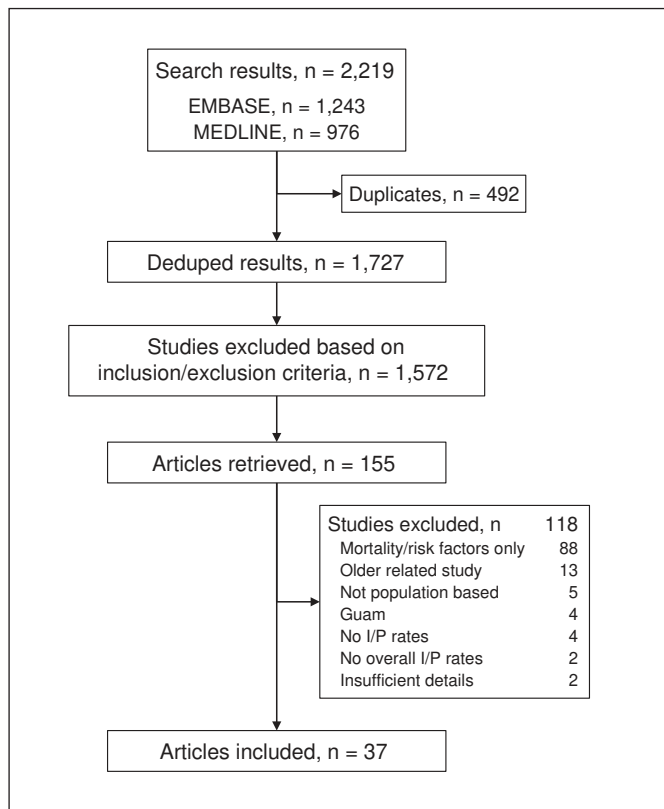 Search results, n = 2,219
EMBASE, n = 1,243
MEDLINE, n = 976
Duplicates, n = 492
Deduped results, n = 1,727
Studies excluded based on
inclusion/exclusion criteria, n = 1,572
Articles retrieved, n = 155
Studies excluded, n 118
Mortality/risk factors only 88
Older related study 13
Not population based 5
Guam 4
No I/P rates 4
No overall I/P rates 2
Insufficient details 2
Articles included, n = 37